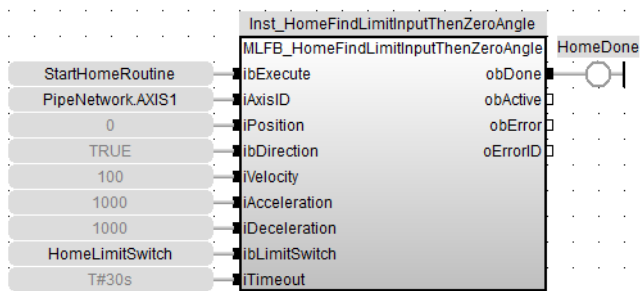 Inst_HomeFindLimitInputThenZeroAngle
MLFB_HomeFindLimitInputThenZeroAngle HomeDone
StartHomeRoutine ibExecute obDone
PipeNetwork.AXIS1 iAxisID obActive
0 iPosition obError
TRUE ibDirection oErrorID
100 iVelocity
1000 iAcceleration
1000 iDeceleration
HomeLimitSwitch ibLimitSwitch
T#30s iTimeout